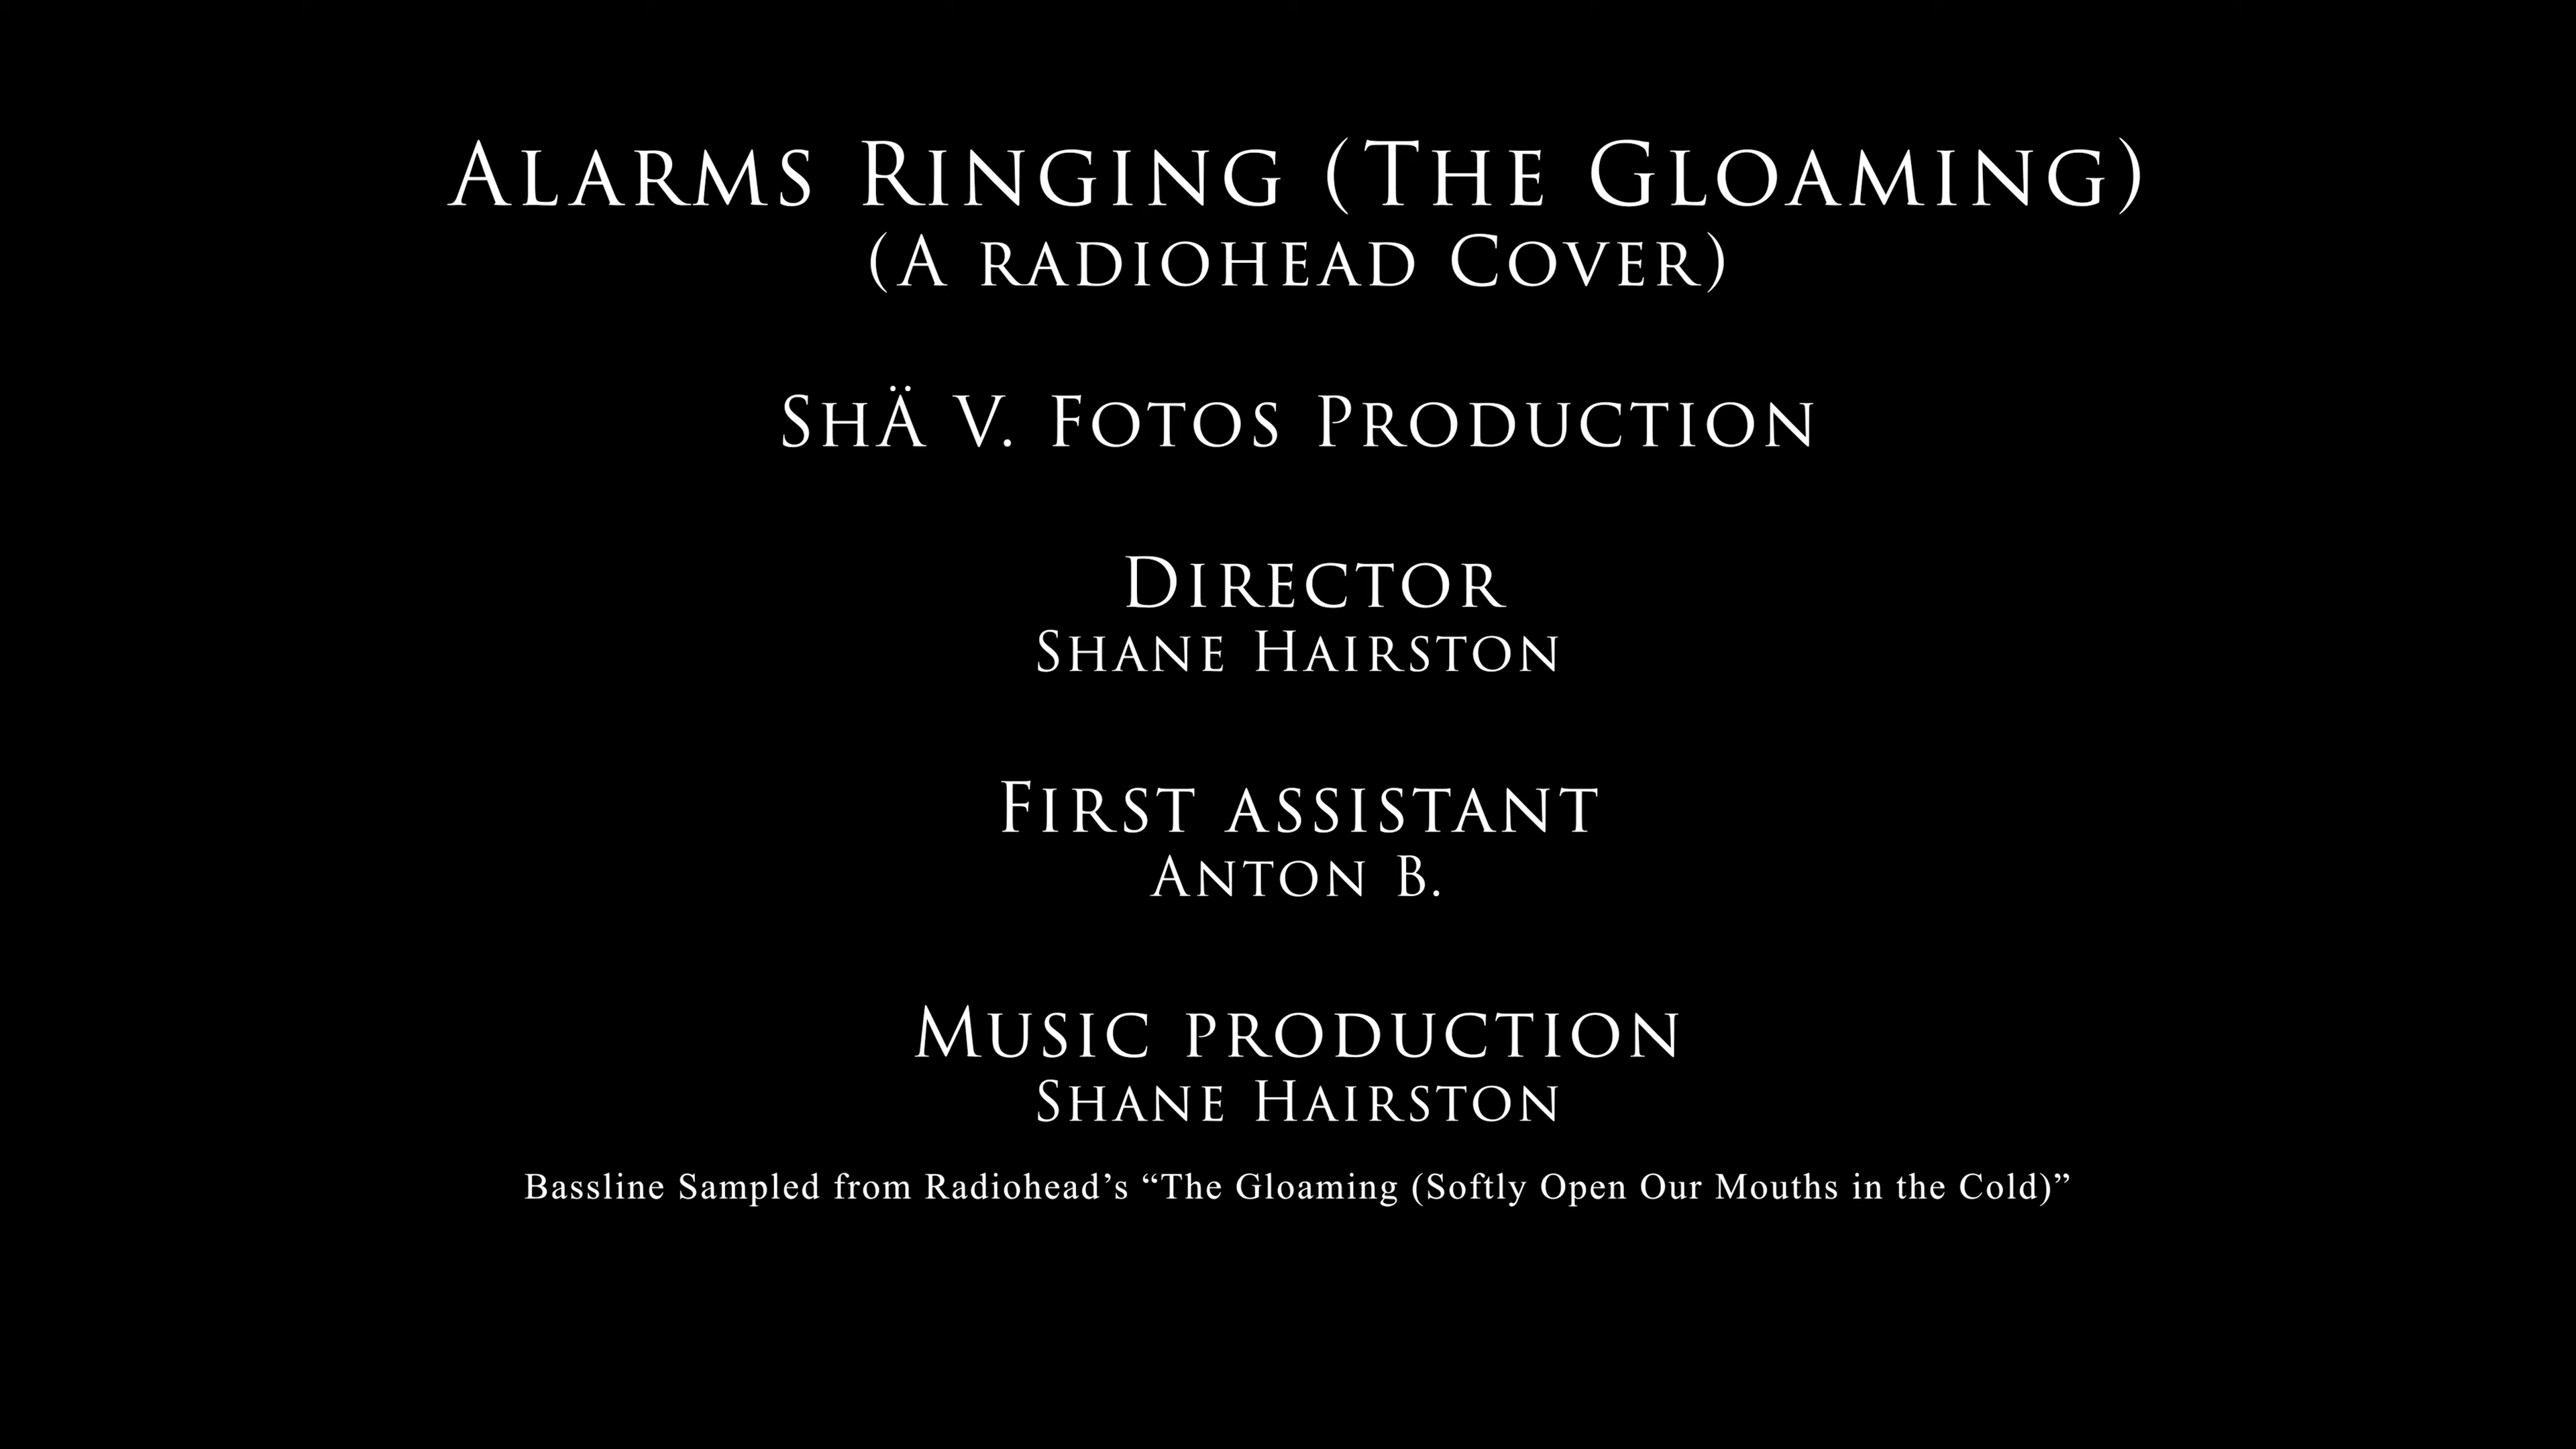 Alarms Ringing (The Gloaming)
(A radiohead Cover)
ShÄ V. Fotos Production
Director
Shane Hairston
First assistant
Anton B.
Music production
Shane Hairston
Bassline Sampled from Radiohead’s “The Gloaming (Softly Open Our Mouths in the Cold)”